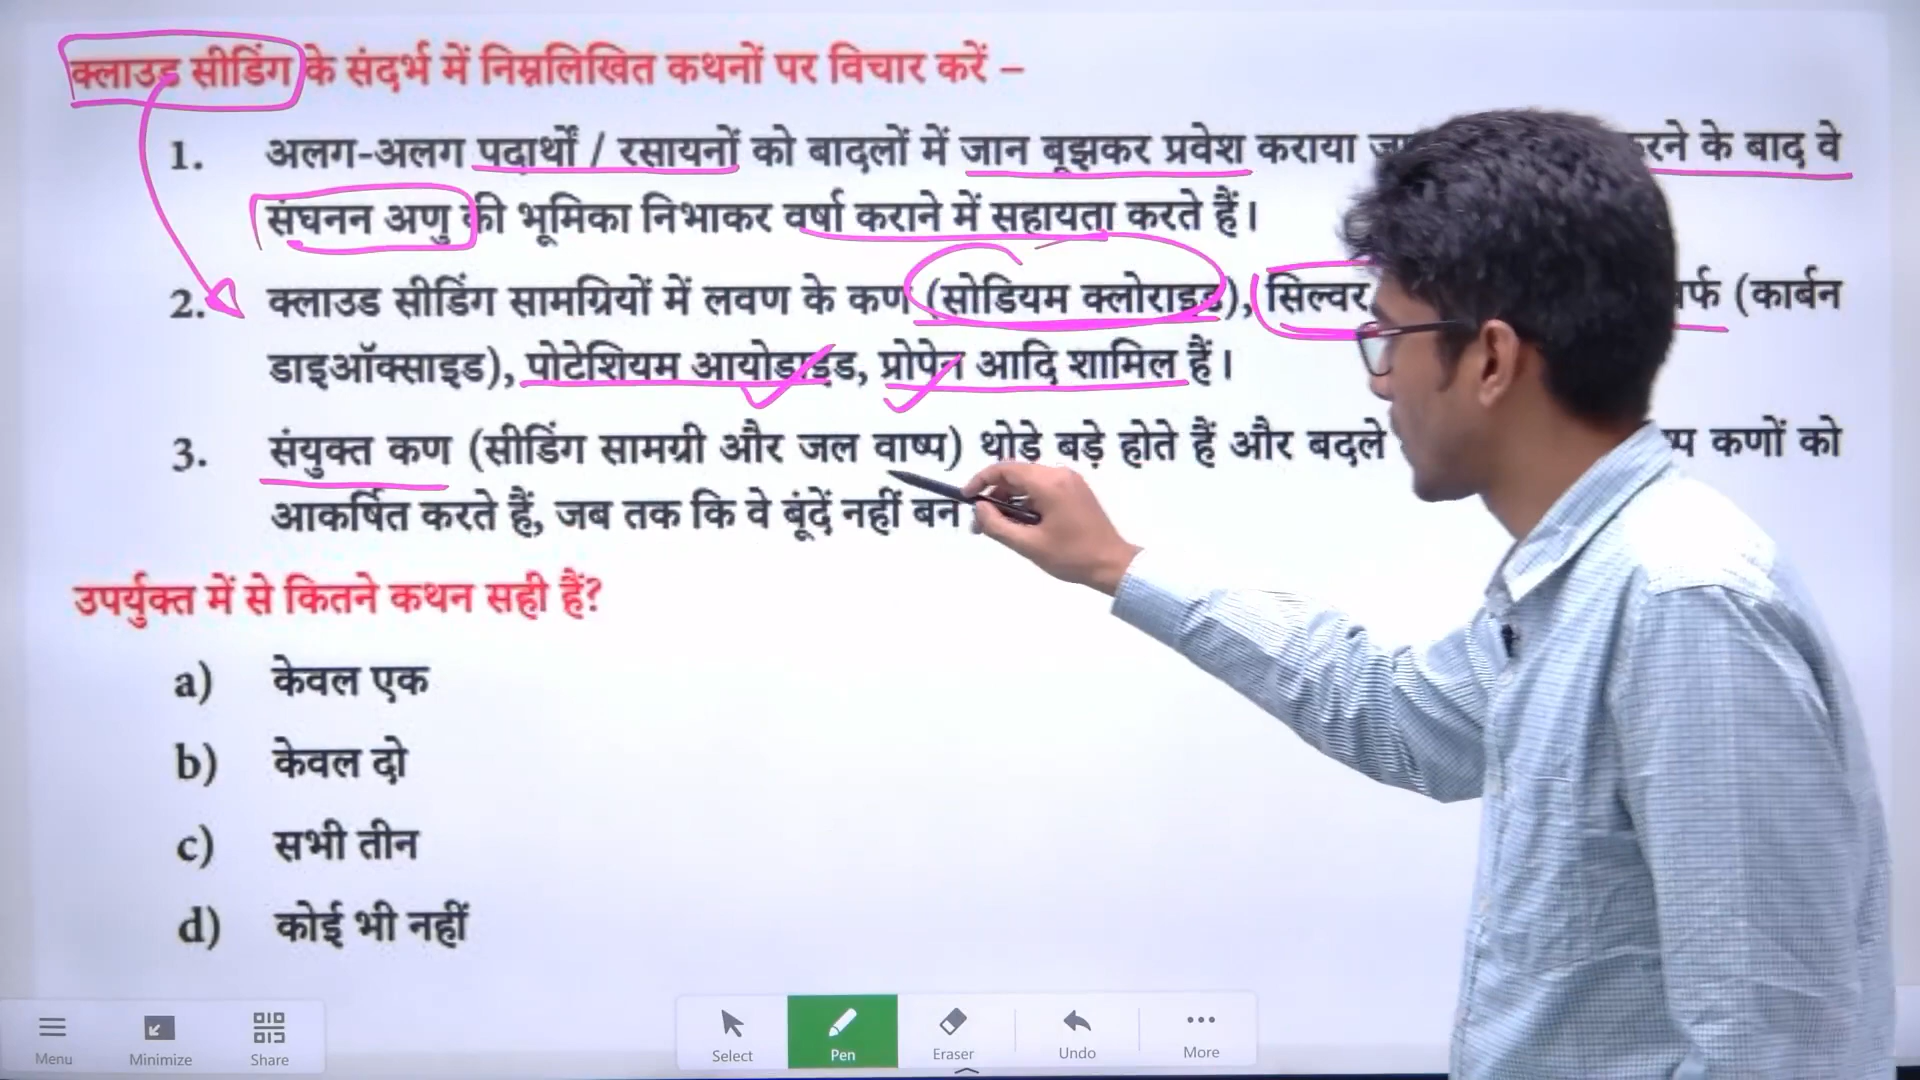 क्लाउड सीडिंग के संदर्भ में निम्नलिखित कथनों पर विचार करें –
1. अलग-अलग पदार्थों / रसायनों को बादलों में जान बूझकर प्रवेश कराया के बाद वे
संघनन अणु की भूमिका निभाकर वर्षा कराने में सहायता करते हैं।
2. क्लाउड सीडिंग सामग्रियों में लवण के कण (सोडियम क्लोराइड), सिल्वर (कार्बन
डाइऑक्साइड), पोटेशियम आयोडाइड, प्रोपेन आदि शामिल हैं।
3. संयुक्त कण (सीडिंग सामग्री और जल वाष्प) थोड़े बड़े होते हैं और बदले कणों को
आकर्षित करते हैं, जब तक कि वे बूंदें नहीं बन
उपर्युक्त में से कितने कथन सही हैं?
a) केवल एक
b) केवल दो
c) सभी तीन
d) कोई भी नहीं
Menu Minimize Share Select Pen Eraser Undo More